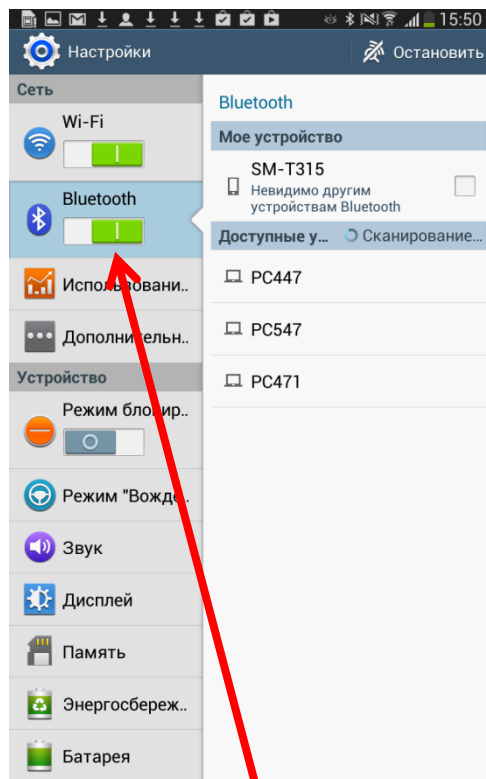 15:50
Настройки
Остановить
Сеть
Wi-Fi
Bluetooth
Использовани..
Дополнительн..
Устройство
Режим блокир..
Режим "Вожде..
Звук
Дисплей
Память
Энергосбереж..
Батарея
Bluetooth
Мое устройство
SM-T315
Невидимо другим
устройствам Bluetooth
Доступные у... Сканирование...
PC447
PC547
PC471